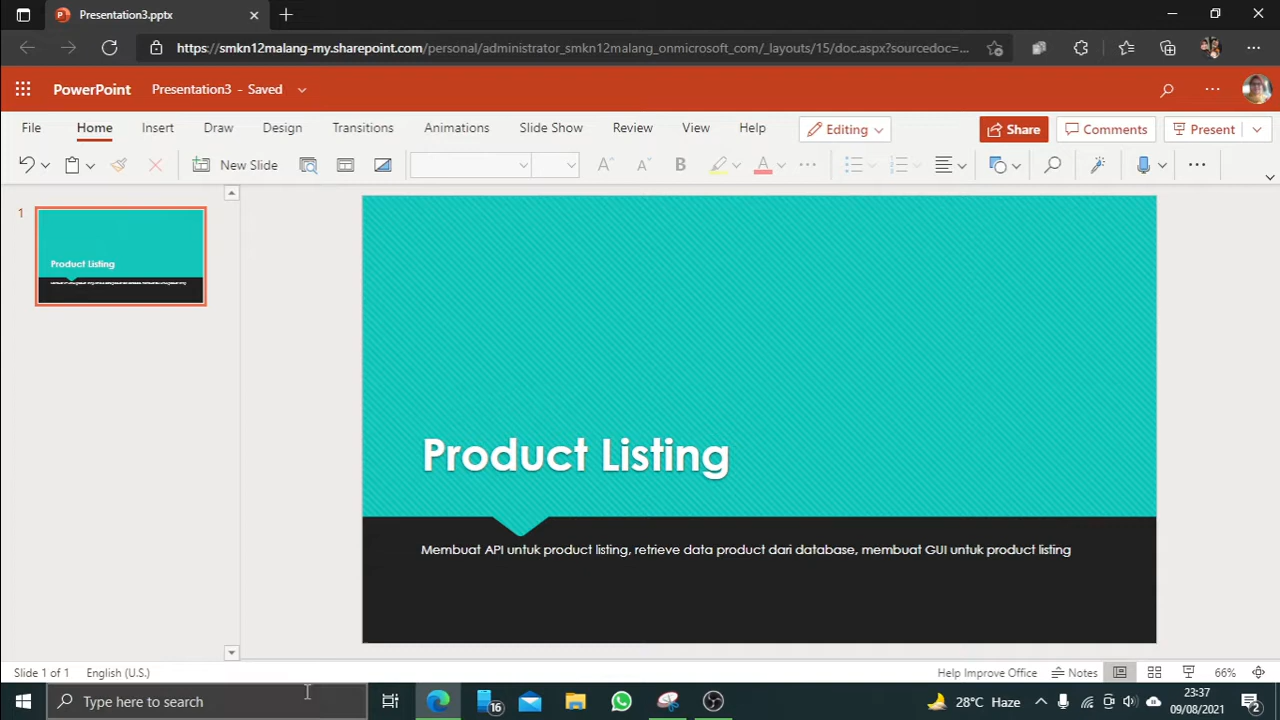 Presentation3.pptx
https://smkn12malang-my.sharepoint.com/personal/administrator_smkn12malang_onmicrosoft_com/_layouts/15/doc.aspx?sourcedoc=...
PowerPoint Presentation3 - Saved
File Home Insert Draw Design Transitions Animations Slide Show Review View Help Editing Share Comments Present
New Slide
1
Product Listing
Product Listing
Membuat API untuk product listing, retrieve data product dari database, membuat GUI untuk product listing
Slide 1 of 1 English (U.S.) Help Improve Office Notes 66%
Type here to search 16 28°C Haze 23:37
09/08/2021 2